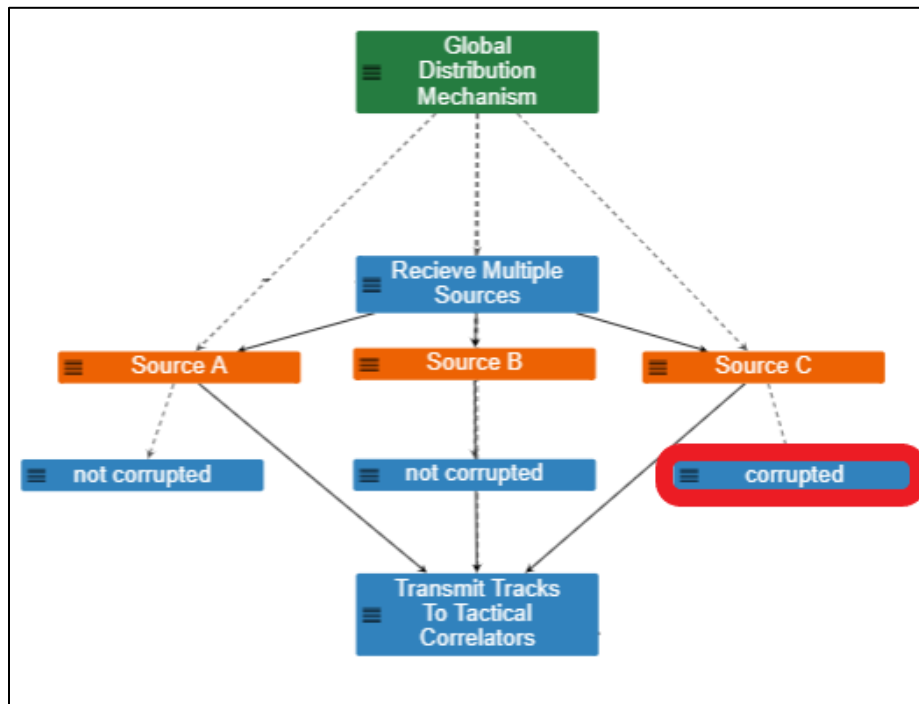 Global
Distribution
Mechanism
Recieve Multiple
Sources
Source A
Source B
Source C
not corrupted
not corrupted
corrupted
Transmit Tracks
To Tactical
Correlators